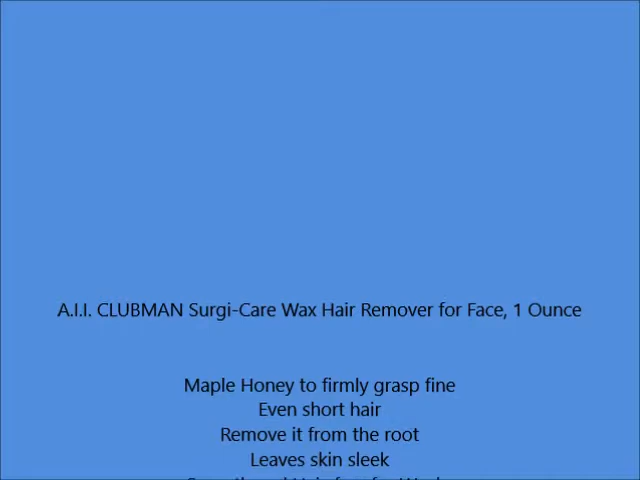 A.I.I. CLUBMAN Surgi-Care Wax Hair Remover for Face, 1 Ounce
Maple Honey to firmly grasp fine
Even short hair
Remove it from the root
Leaves skin sleek